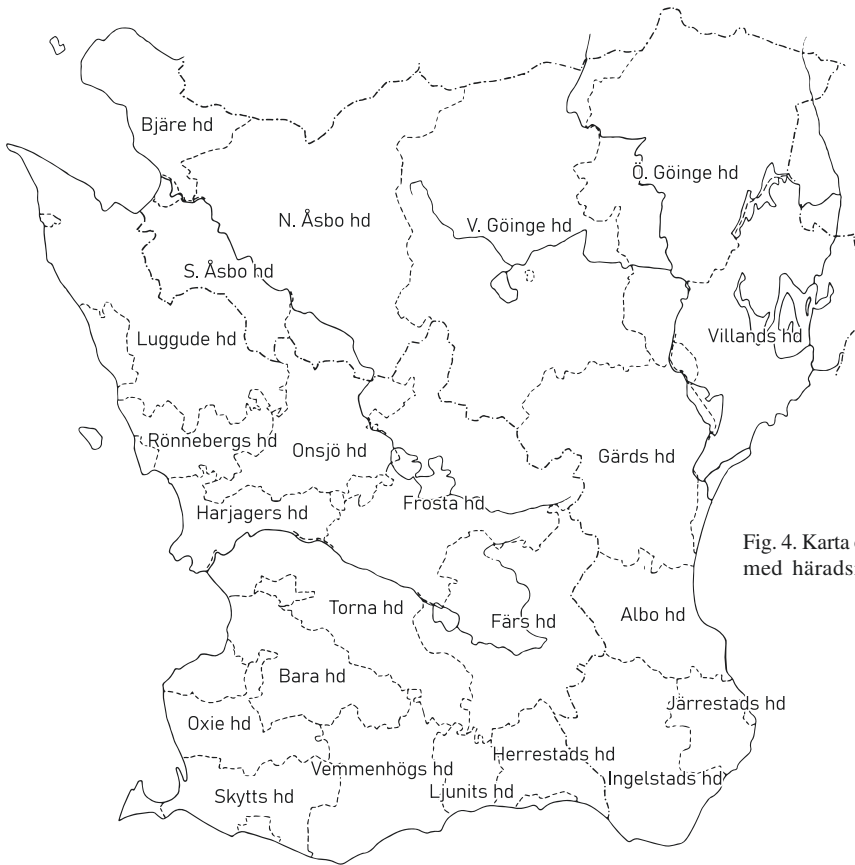 Bjäre hd
Ö. Göinge hd
N. Åsbo hd
V. Göinge hd
S. Åsbo hd
Luggude hd
Villands hd
Rönnebergs hd
Onsjö hd
Gärds hd
Frosta hd
Harjagers hd
Fig. 4. Karta
med härads
Torna hd
Färs hd
Albo hd
Bara hd
Järrestads hd
Oxie hd
Herrestads hd
Vemmenhögs hd
Ingelstads hd
Ljunits hd
Skytts hd